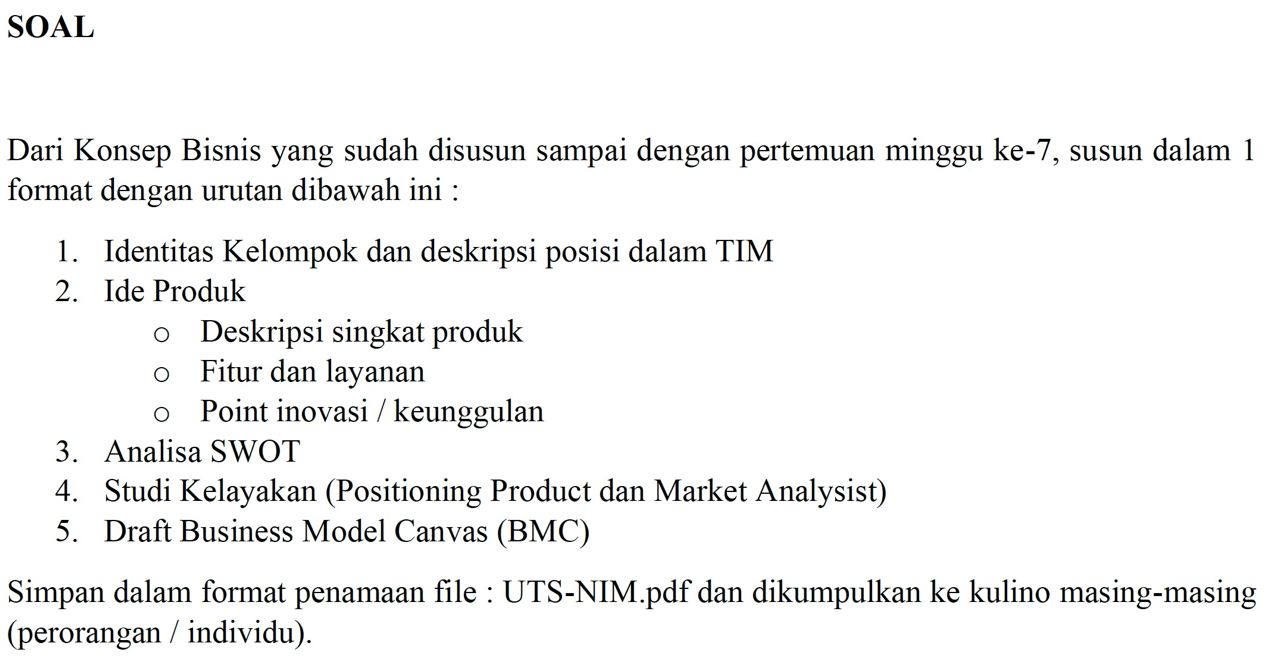 SOAL
Dari Konsep Bisnis yang sudah disusun sampai dengan pertemuan minggu ke-7, susun dalam 1
format dengan urutan dibawah ini :
1. Identitas Kelompok dan deskripsi posisi dalam TIM
2. Ide Produk
o Deskripsi singkat produk
o Fitur dan layanan
o Point inovasi / keunggulan
3. Analisa SWOT
4. Studi Kelayakan (Positioning Product dan Market Analysist)
5. Draft Business Model Canvas (BMC)
Simpan dalam format penamaan file : UTS-NIM.pdf dan dikumpulkan ke kulino masing-masing
(perorangan / individu).